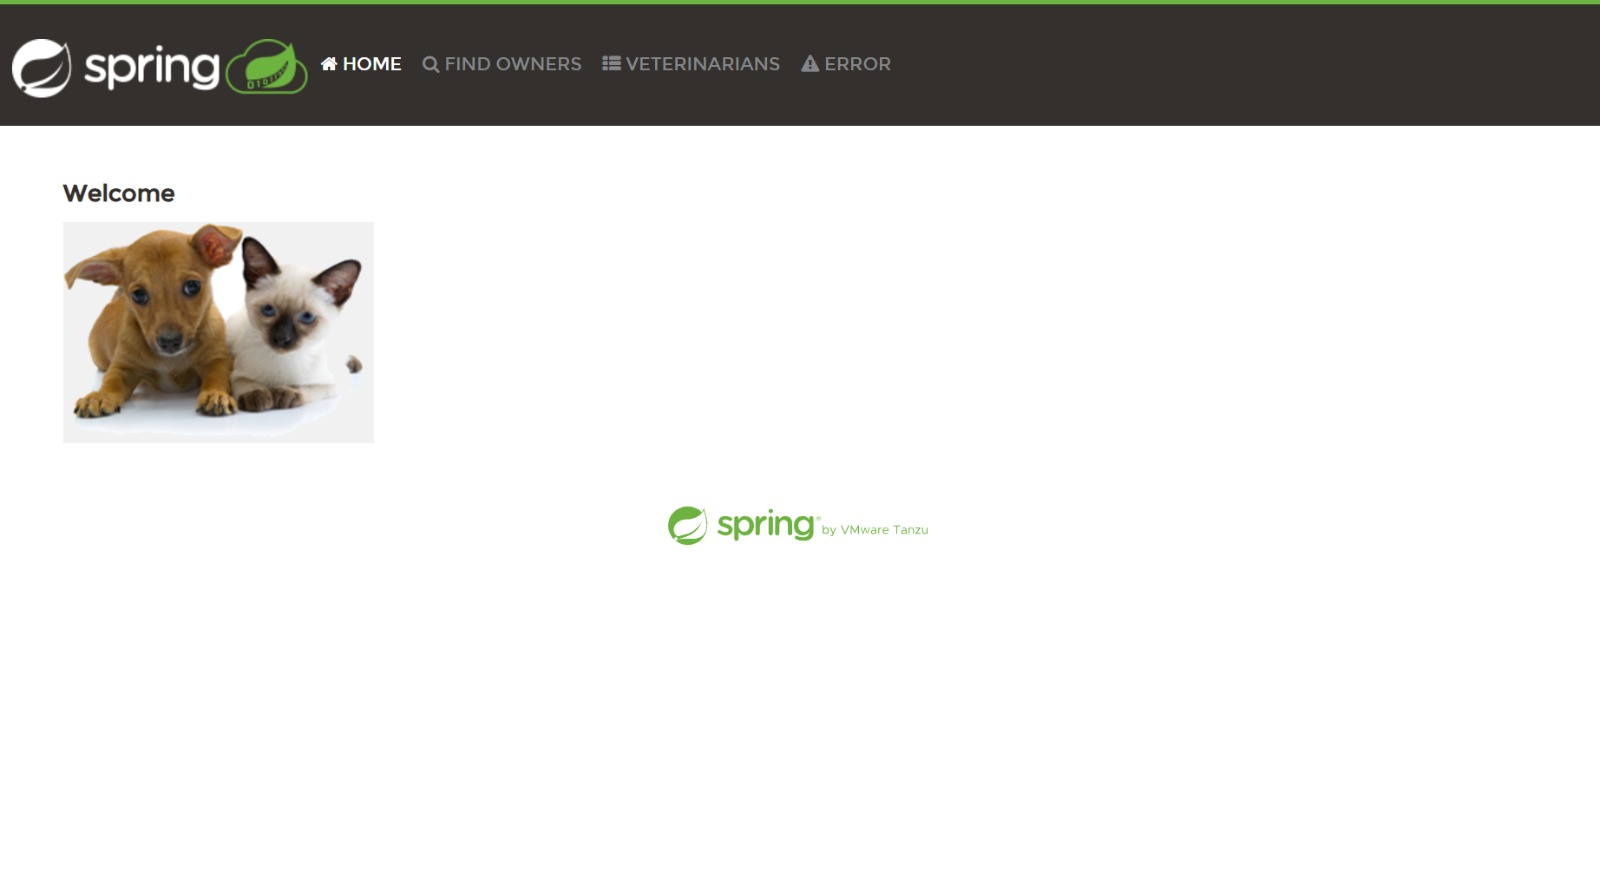 spring HOME FIND OWNERS VETERINARIANS ERROR
Welcome
spring by VMware Tanzu